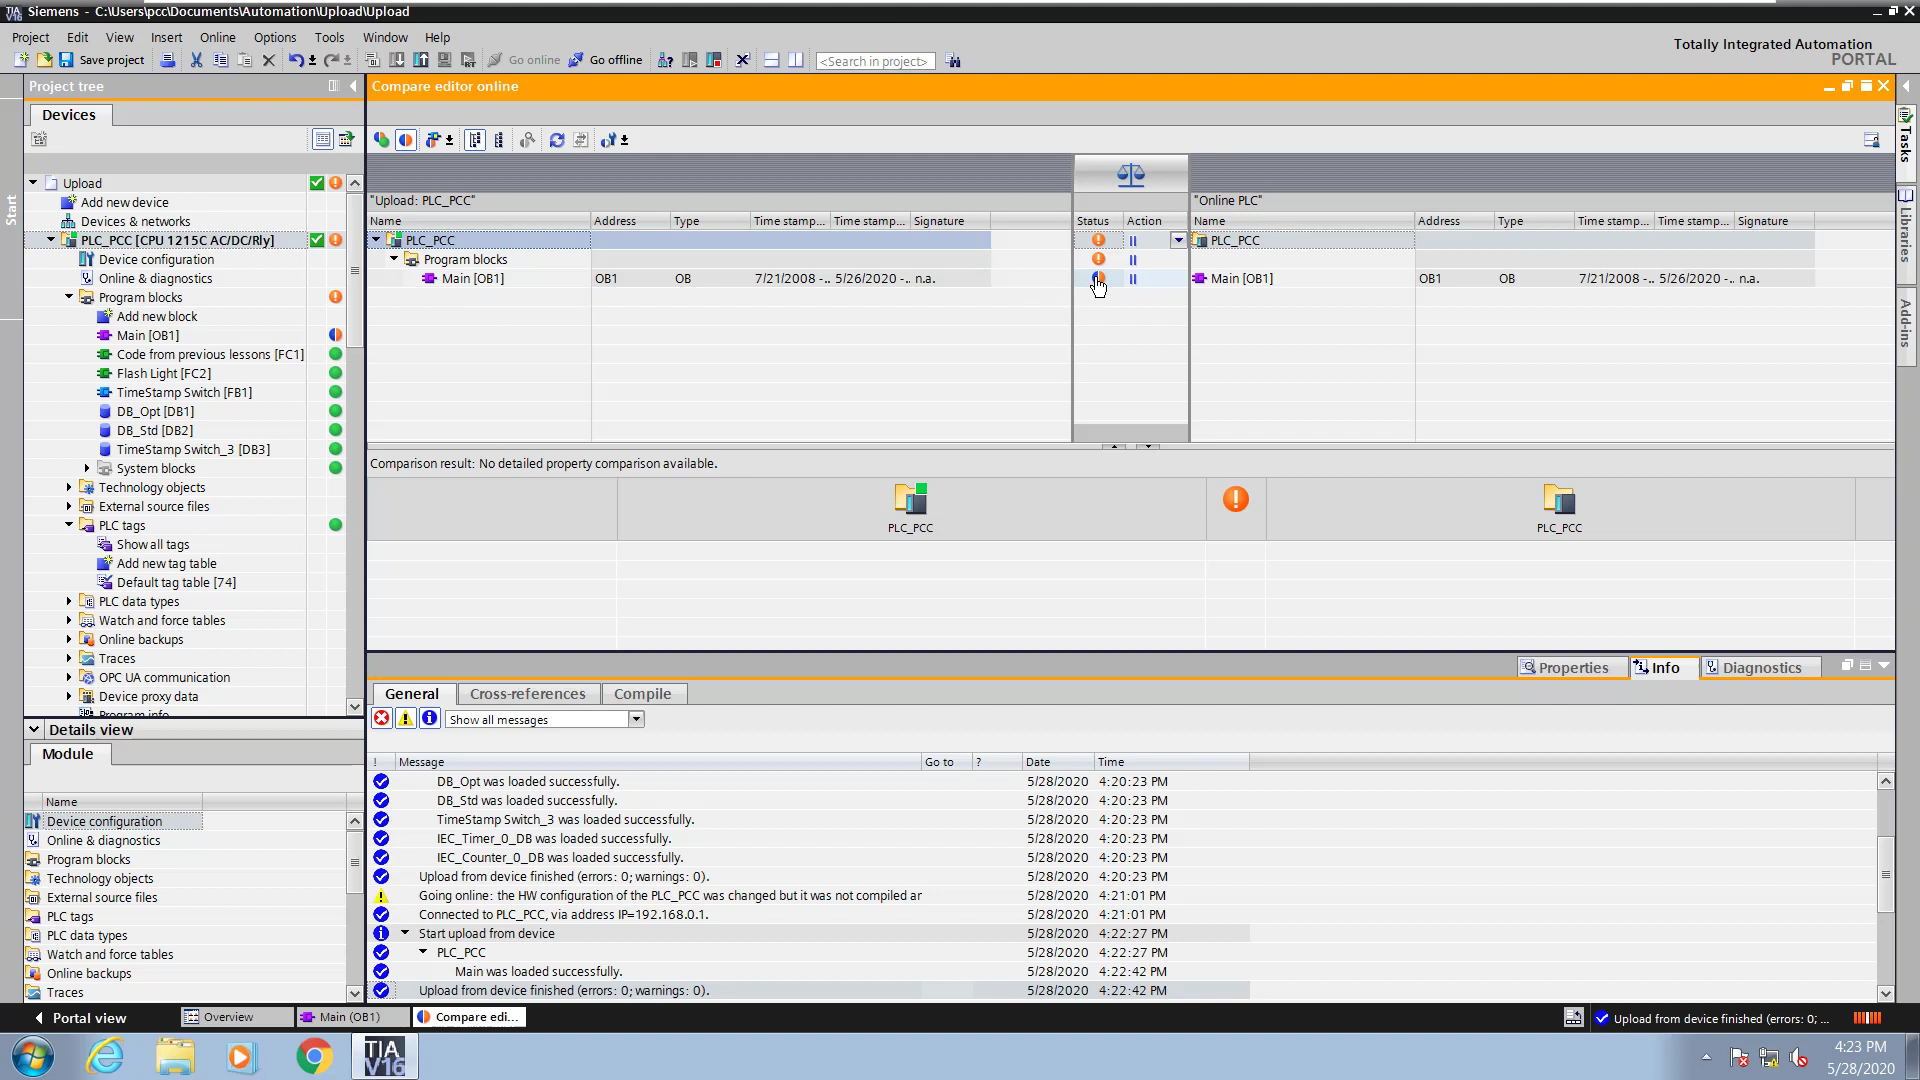 Siemens - C:\Users\pcc\Documents\Automation\Upload\Upload
Project Edit View Insert Online Options Tools Window Help
Totally Integrated Automation
PORTAL
Save project Go online Go offline <Search in project>
Project tree
Compare editor online
Devices
Start
Tasks
Libraries
Add-ins
Upload
Add new device
Devices & networks
PLC_PCC [CPU 1215C AC/DC/Rly]
Device configuration
Online & diagnostics
Program blocks
Add new block
Main [OB1]
Code from previous lessons [FC1]
Flash Light [FC2]
TimeStamp Switch [FB1]
DB_Opt [DB1]
DB_Std [DB2]
TimeStamp Switch_3 [DB3]
System blocks
Technology objects
External source files
PLC tags
Show all tags
Add new tag table
Default tag table [74]
PLC data types
Watch and force tables
Online backups
Traces
OPC UA communication
Device proxy data
Program info
"Upload: PLC_PCC" "Online PLC"
Name Address Type Time stamp... Time stamp... Signature Status Action Name Address Type Time stamp... Time stamp... Signature
PLC_PCC PLC_PCC
Program blocks
Main [OB1] OB1 OB 7/21/2008 -.. 5/26/2020 -.. n.a. Main [OB1] OB1 OB 7/21/2008 -.. 5/26/2020 -.. n.a.
Comparison result: No detailed property comparison available.
PLC_PCC PLC_PCC
Properties Info Diagnostics
General Cross-references Compile
Show all messages
! Message Go to ? Date Time
DB_Opt was loaded successfully. 5/28/2020 4:20:23 PM
DB_Std was loaded successfully. 5/28/2020 4:20:23 PM
TimeStamp Switch_3 was loaded successfully. 5/28/2020 4:20:23 PM
IEC_Timer_0_DB was loaded successfully. 5/28/2020 4:20:23 PM
IEC_Counter_0_DB was loaded successfully. 5/28/2020 4:20:23 PM
Upload from device finished (errors: 0; warnings: 0). 5/28/2020 4:20:23 PM
Going online: the HW configuration of the PLC_PCC was changed but it was not compiled ar 5/28/2020 4:21:01 PM
Connected to PLC_PCC, via address IP=192.168.0.1. 5/28/2020 4:21:01 PM
Start upload from device 5/28/2020 4:22:27 PM
PLC_PCC 5/28/2020 4:22:27 PM
Main was loaded successfully. 5/28/2020 4:22:42 PM
Upload from device finished (errors: 0; warnings: 0). 5/28/2020 4:22:42 PM
Details view
Module
Name
Device configuration
Online & diagnostics
Program blocks
Technology objects
External source files
PLC tags
PLC data types
Watch and force tables
Online backups
Traces
Portal view Overview Main (OB1) Compare edi... Upload from device finished (errors: 0; ...
TIA
V16
4:23 PM
5/28/2020